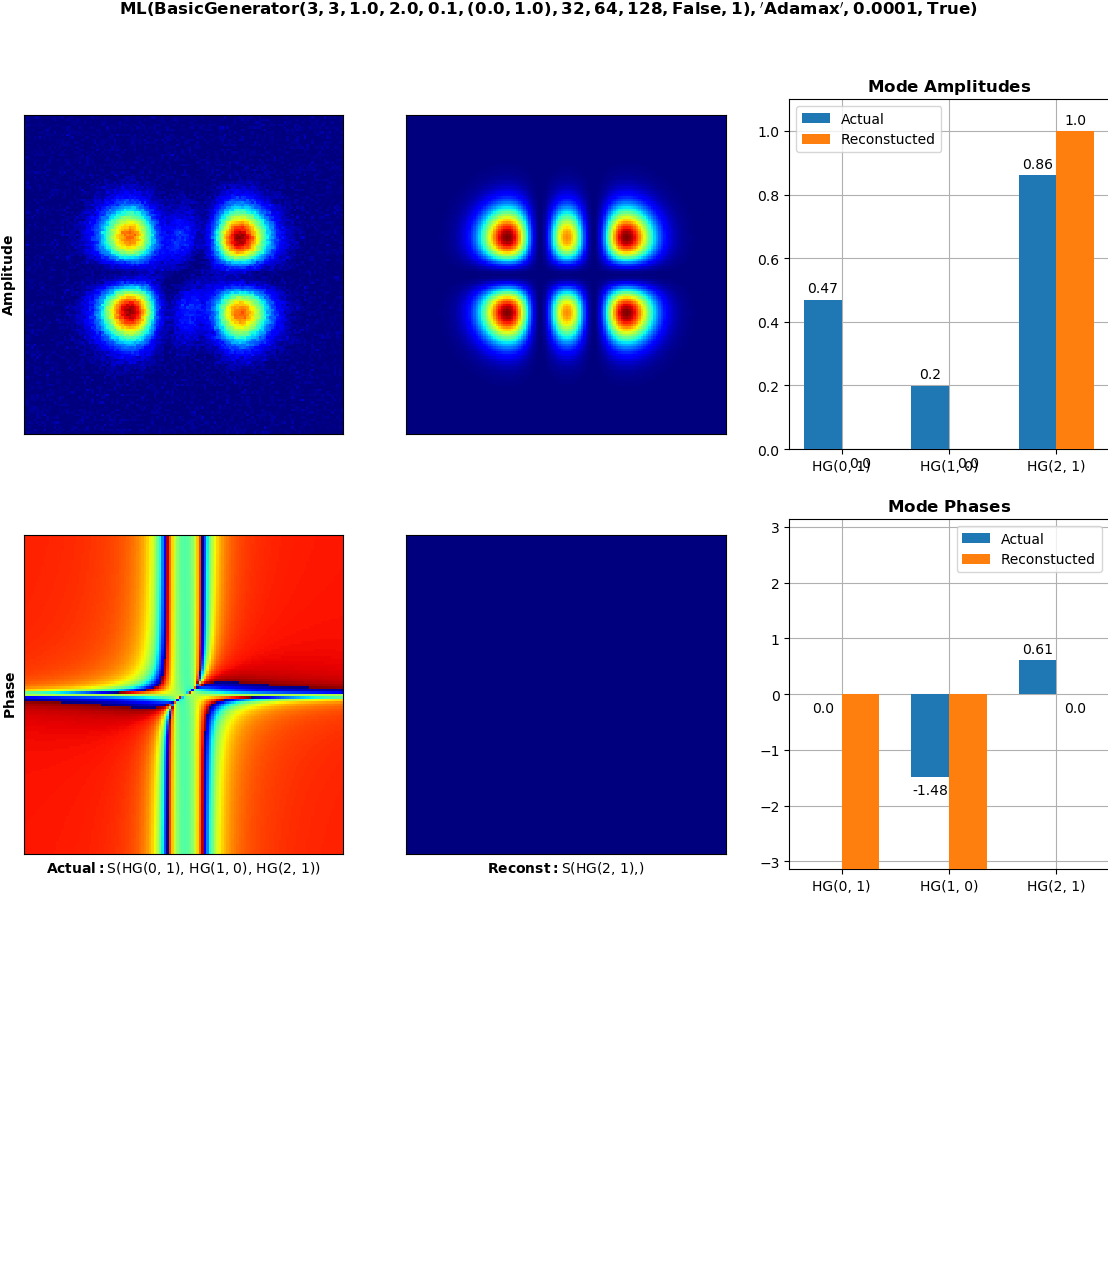 ML(BasicGenerator(3, 3, 1.0, 2.0, 0.1, (0.0, 1.0), 32, 64, 128, False, 1), ′Adamax′, 0.0001, True)
Amplitude
Mode Amplitudes
Actual
Reconstucted
1.0
0.8
0.6
0.4
0.2
0.0
0.47
0.2
0.86
1.0
0.0
0.0
HG(0, 1)
HG(1, 0)
HG(2, 1)
Phase
Actual: S(HG(0, 1), HG(1, 0), HG(2, 1))
Reconst: S(HG(2, 1),)
Mode Phases
Actual
Reconstucted
3
2
1
0
−1
−2
−3
0.0
-1.48
0.61
0.0
HG(0, 1)
HG(1, 0)
HG(2, 1)